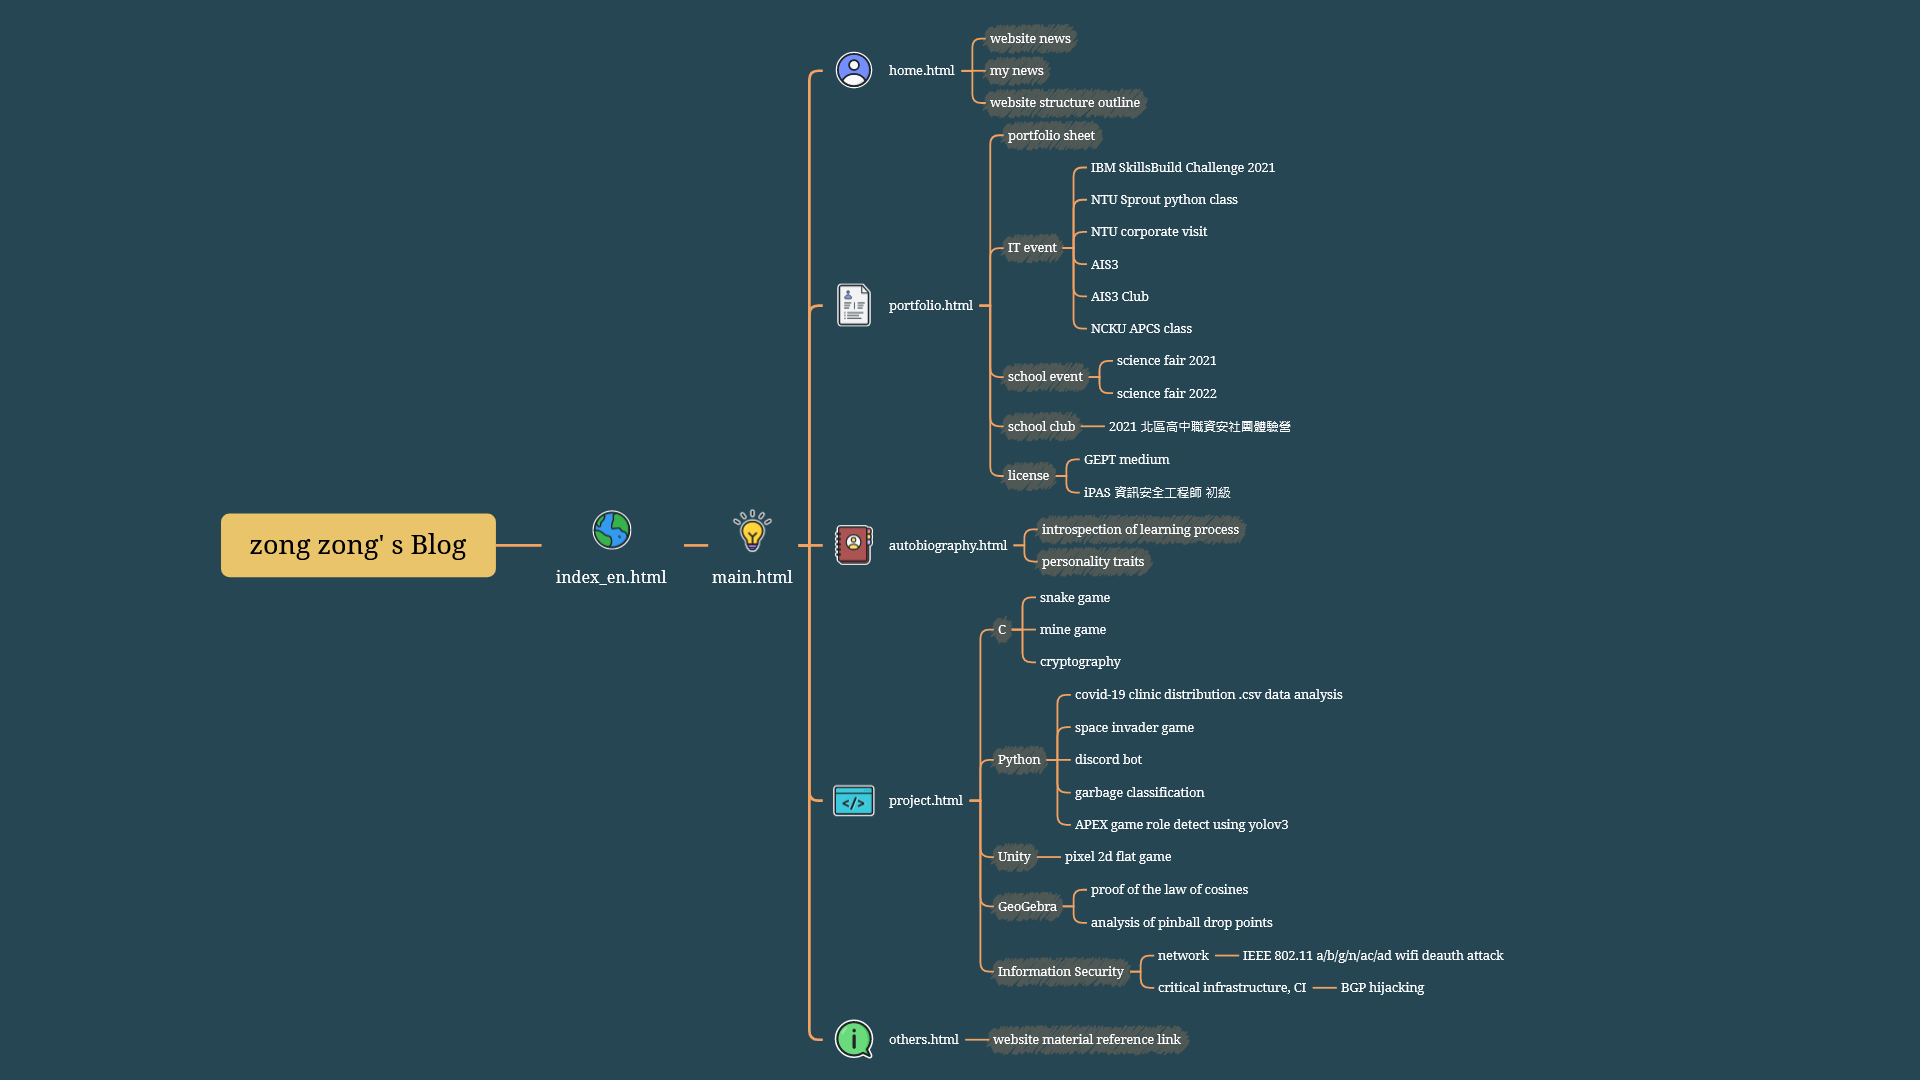 zong zong' s Blog
index_en.html
main.html
home.html
website news
my news
website structure outline
portfolio.html
portfolio sheet
IT event
IBM SkillsBuild Challenge 2021
NTU Sprout python class
NTU corporate visit
AIS3
AIS3 Club
NCKU APCS class
school event
science fair 2021
science fair 2022
school club
2021 北區高中職資安社團體驗營
license
GEPT medium
iPAS 資訊安全工程師 初級
autobiography.html
introspection of learning process
personality traits
project.html
C
snake game
mine game
cryptography
Python
covid-19 clinic distribution .csv data analysis
space invader game
discord bot
garbage classification
APEX game role detect using yolov3
Unity
pixel 2d flat game
GeoGebra
proof of the law of cosines
analysis of pinball drop points
Information Security
network
IEEE 802.11 a/b/g/n/ac/ad wifi deauth attack
critical infrastructure, CI
BGP hijacking
others.html
website material reference link